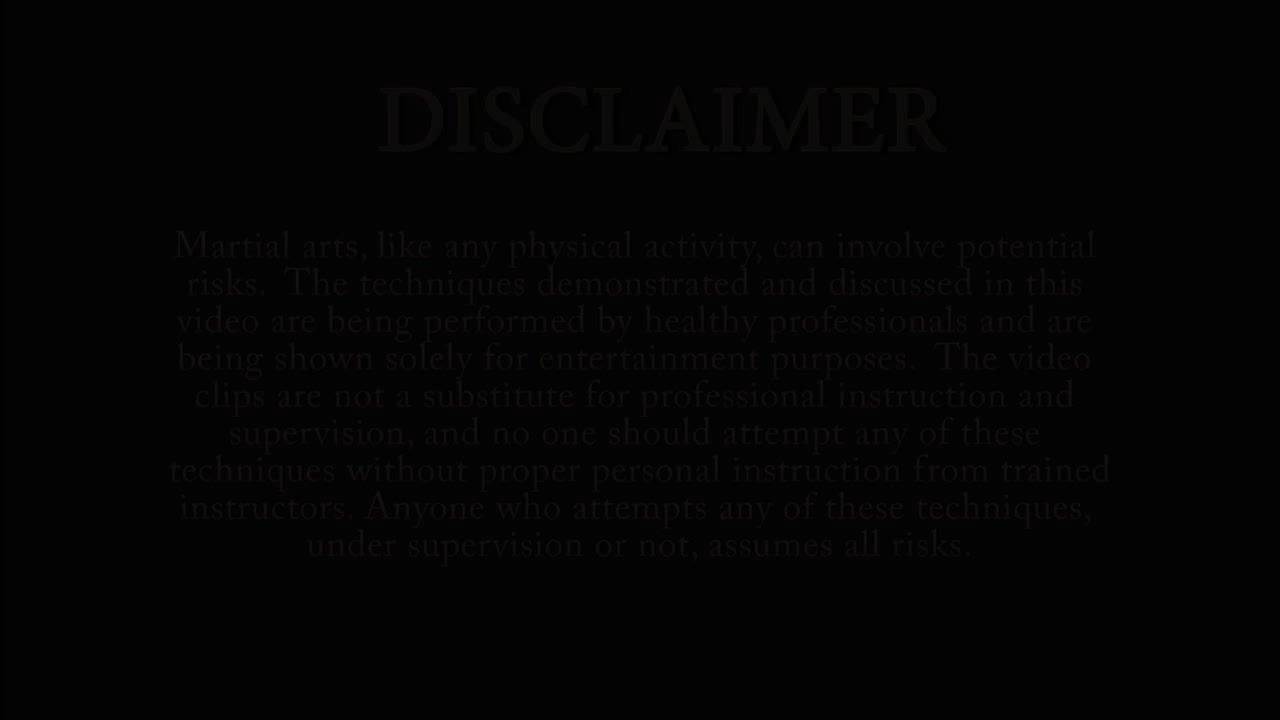 DISCLAIMER
Martial arts, like any physical activity, can involve potential
risks.  The techniques demonstrated and discussed in this
video are being performed by healthy professionals and are
being shown solely for entertainment purposes.  The video
clips are not a substitute for professional instruction and
supervision, and no one should attempt any of these
techniques without proper personal instruction from trained
instructors. Anyone who attempts any of these techniques,
under supervision or not, assumes all risks.